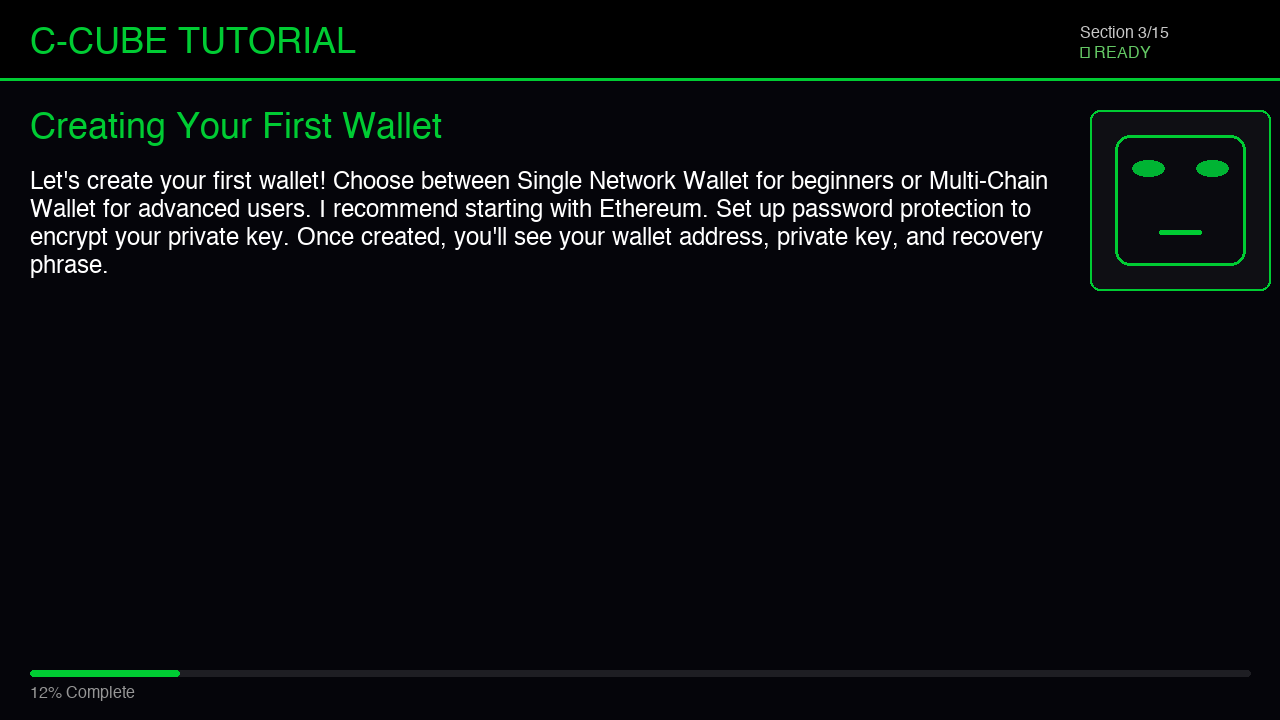 C-CUBE TUTORIAL
Section 3/15
READY
Creating Your First Wallet
Let's create your first wallet! Choose between Single Network Wallet for beginners or Multi-Chain
Wallet for advanced users. I recommend starting with Ethereum. Set up password protection to
encrypt your private key. Once created, you'll see your wallet address, private key, and recovery
phrase.
12% Complete